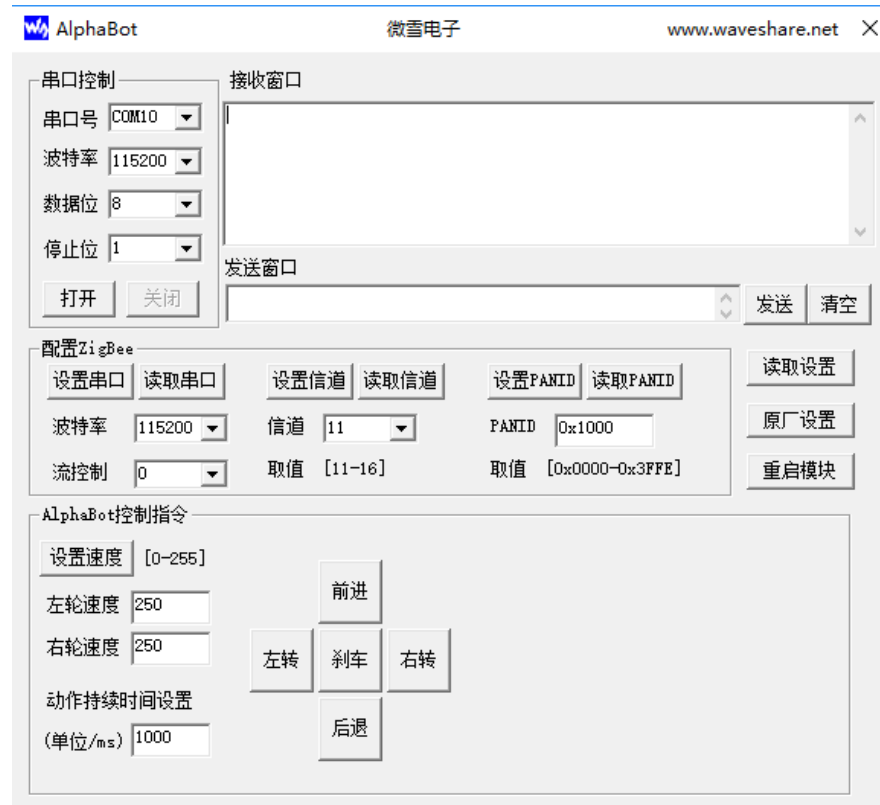 AlphaBot 微雪电子 www.waveshare.net
串口控制
串口号 COM10
波特率 115200
数据位 8
停止位 1
打开 关闭
接收窗口
发送窗口
发送 清空
配置ZigBee
设置串口 读取串口 设置信道 读取信道 设置PANID 读取PANID
波特率 115200 信道 11 PANID 0x1000
流控制 0 取值 [11-16] 取值 [0x0000-0x3FFE]
读取设置
原厂设置
重启模块
AlphaBot控制指令
设置速度 [0-255]
左轮速度 250
右轮速度 250
动作持续时间设置
(单位/ms) 1000
前进
左转 刹车 右转
后退